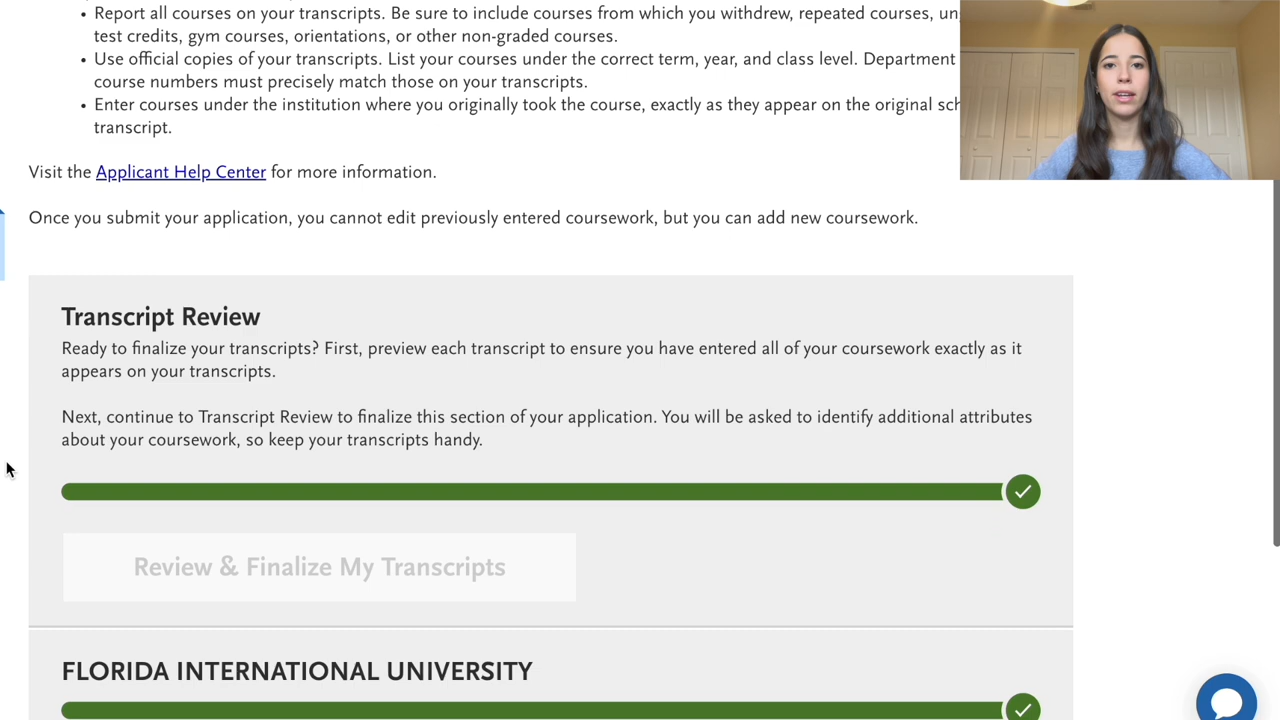 Report all courses on your transcripts. Be sure to include courses from which you withdrew, repeated courses,
test credits, gym courses, orientations, or other non-graded courses.
Use official copies of your transcripts. List your courses under the correct term, year, and class level. Department
course numbers must precisely match those on your transcripts.
Enter courses under the institution where you originally took the course, exactly as they appear on the original
transcript.
Visit the Applicant Help Center for more information.
Once you submit your application, you cannot edit previously entered coursework, but you can add new coursework.
Transcript Review
Ready to finalize your transcripts? First, preview each transcript to ensure you have entered all of your coursework exactly as it
appears on your transcripts.
Next, continue to Transcript Review to finalize this section of your application. You will be asked to identify additional attributes
about your coursework, so keep your transcripts handy.
Review & Finalize My Transcripts
FLORIDA INTERNATIONAL UNIVERSITY